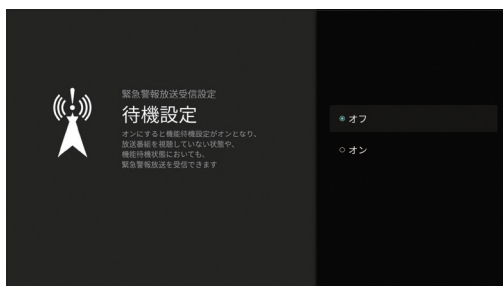 緊急警報放送受信設定
待機設定
オンにすると機能待機設定がオンとなり、
放送番組を視聴していない状態や、
機能待機状態においても、
緊急警報放送を受信できます
オフ
オン